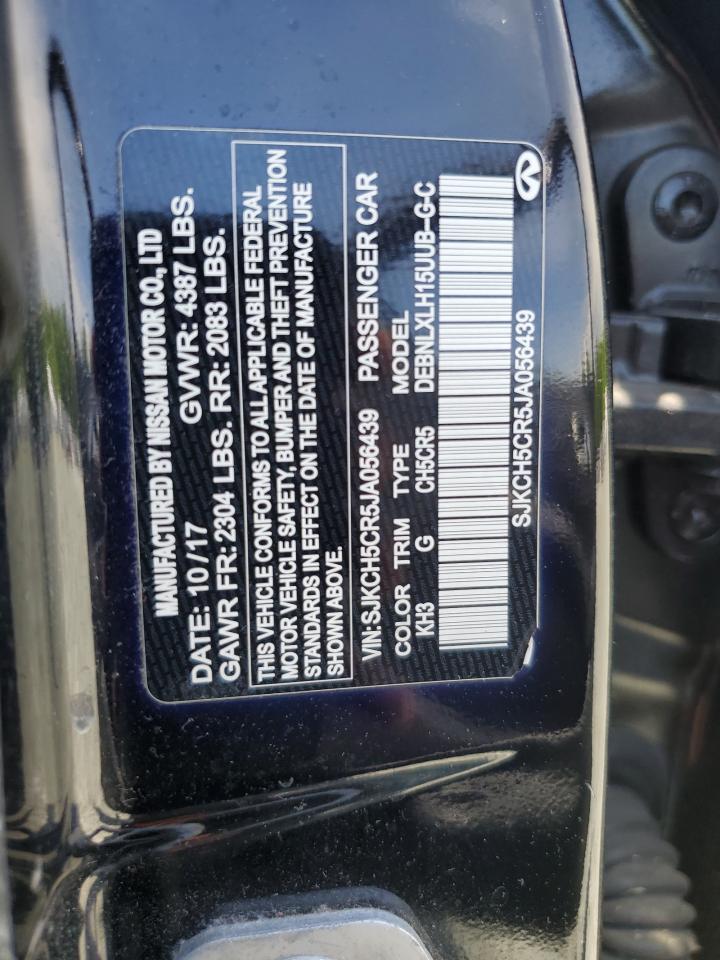 MANUFACTURED BY NISSAN MOTOR CO., LTD
DATE: 10/17 GVWR: 4387 LBS.
GAWR FR: 2304 LBS. RR: 2083 LBS.
THIS VEHICLE CONFORMS TO ALL APPLICABLE FEDERAL
MOTOR VEHICLE SAFETY, BUMPER AND THEFT PREVENTION
STANDARDS IN EFFECT ON THE DATE OF MANUFACTURE
SHOWN ABOVE.
VIN: SJKCH5CR5JA056439 PASSENGER CAR
COLOR TRIM TYPE MODEL
KH3 G CH5CR5 DEBNLXLH15UUB-G-C
SJKCH5CR5JA056439